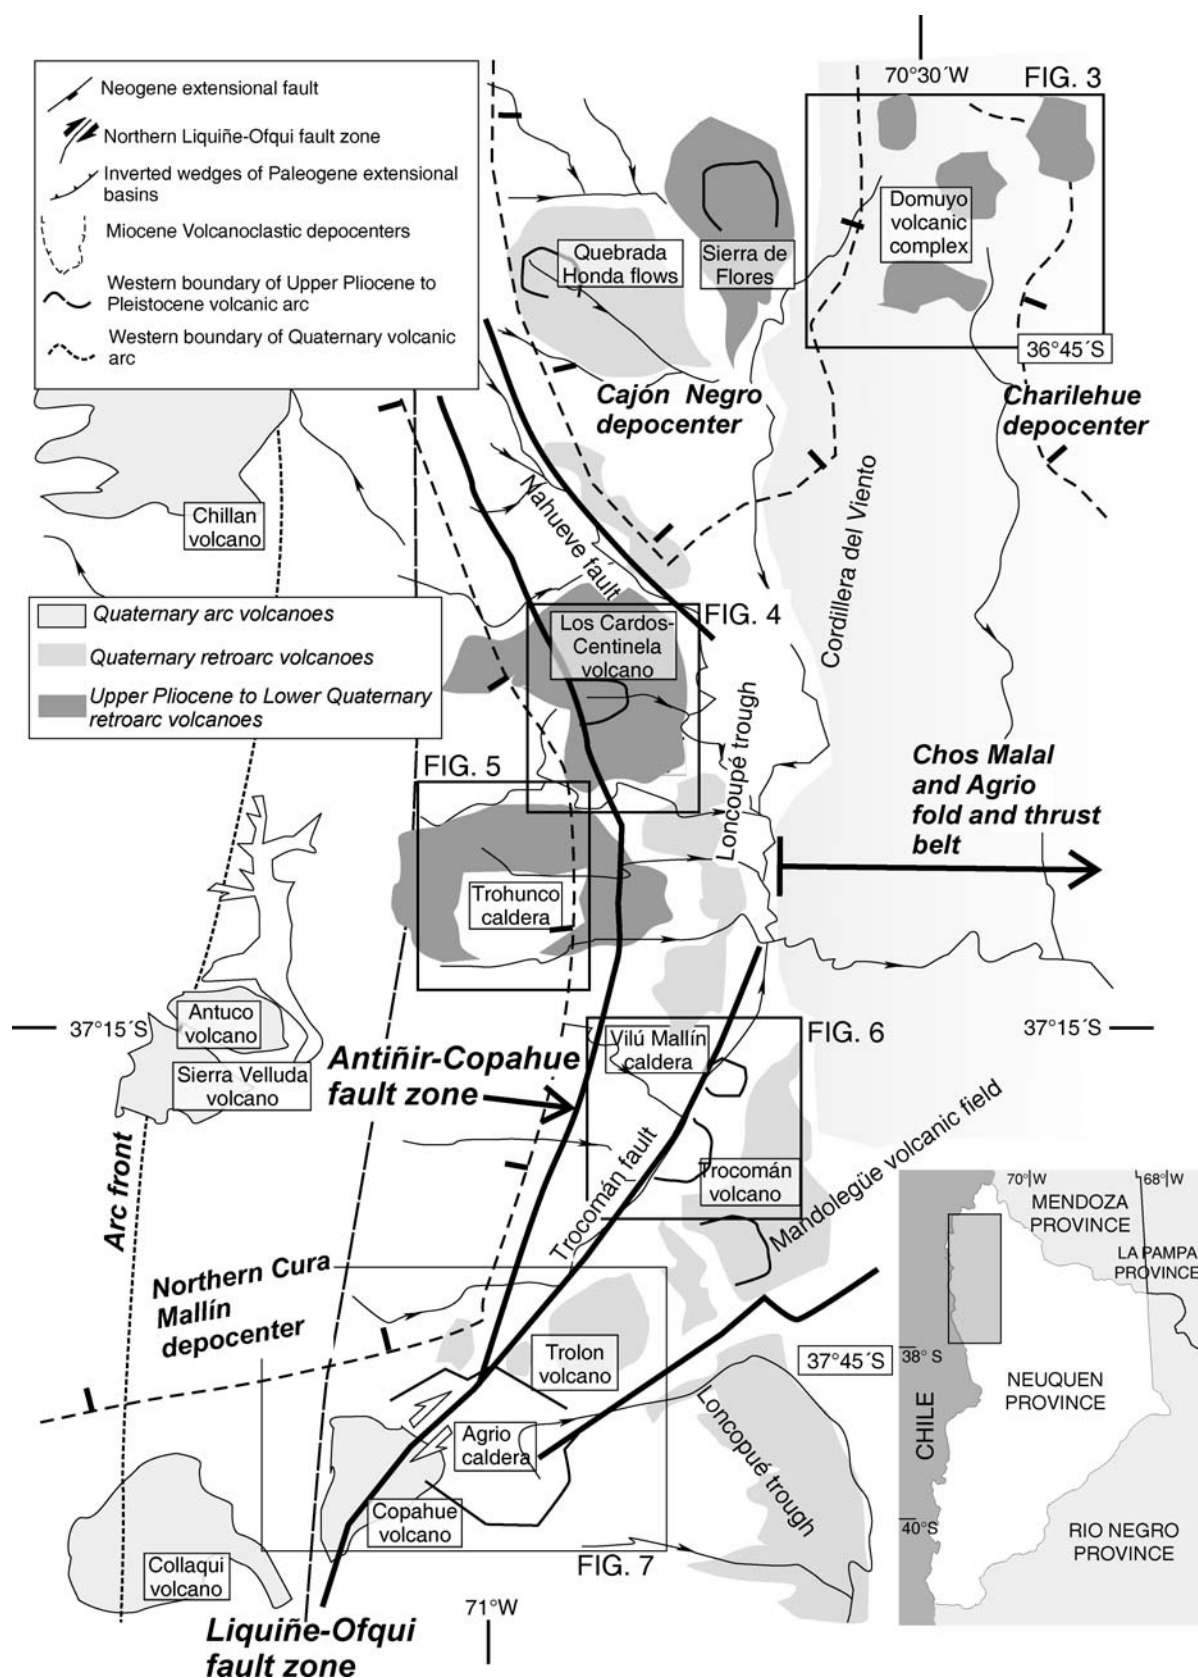 70°30´W
FIG. 3
Neogene extensional fault
Northern Liquiñe-Ofqui fault zone
Inverted wedges of Paleogene extensional
basins
Miocene Volcanoclastic depocenters
Western boundary of Upper Pliocene to
Pleistocene volcanic arc
Western boundary of Quaternary volcanic
arc
Quebrada
Honda flows
Sierra de
Flores
Domuyo
volcanic
complex
36°45´S
Cajón Negro
depocenter
Charilehue
depocenter
Chillan
volcano
Nahueve fault
Cordillera del Viento
Quaternary arc volcanoes
Quaternary retroarc volcanoes
Upper Pliocene to Lower Quaternary
retroarc volcanoes
FIG. 4
Los Cardos-
Centinela
volcano
Loncoupé trough
Chos Malal
and Agrio
fold and thrust
belt
FIG. 5
Trohunco
caldera
37°15´S
Antuco
volcano
Sierra Velluda
volcano
Antiñir-Copahue
fault zone
Vilú Mallín
caldera
FIG. 6
37°15´S
Arc front
Trocomán fault
Trocomán
volcano
Mandolegüe volcanic field
Northern Cura
Mallín
depocenter
Trolon
volcano
37°45´S
Agrio
caldera
Loncopué trough
Copahue
volcano
Collaqui
volcano
FIG. 7
71°W
Liquiñe-Ofqui
fault zone
70°W
68°W
MENDOZA
PROVINCE
LA PAMPA
PROVINCE
38° S
NEUQUEN
PROVINCE
CHILE
40°S
RIO NEGRO
PROVINCE